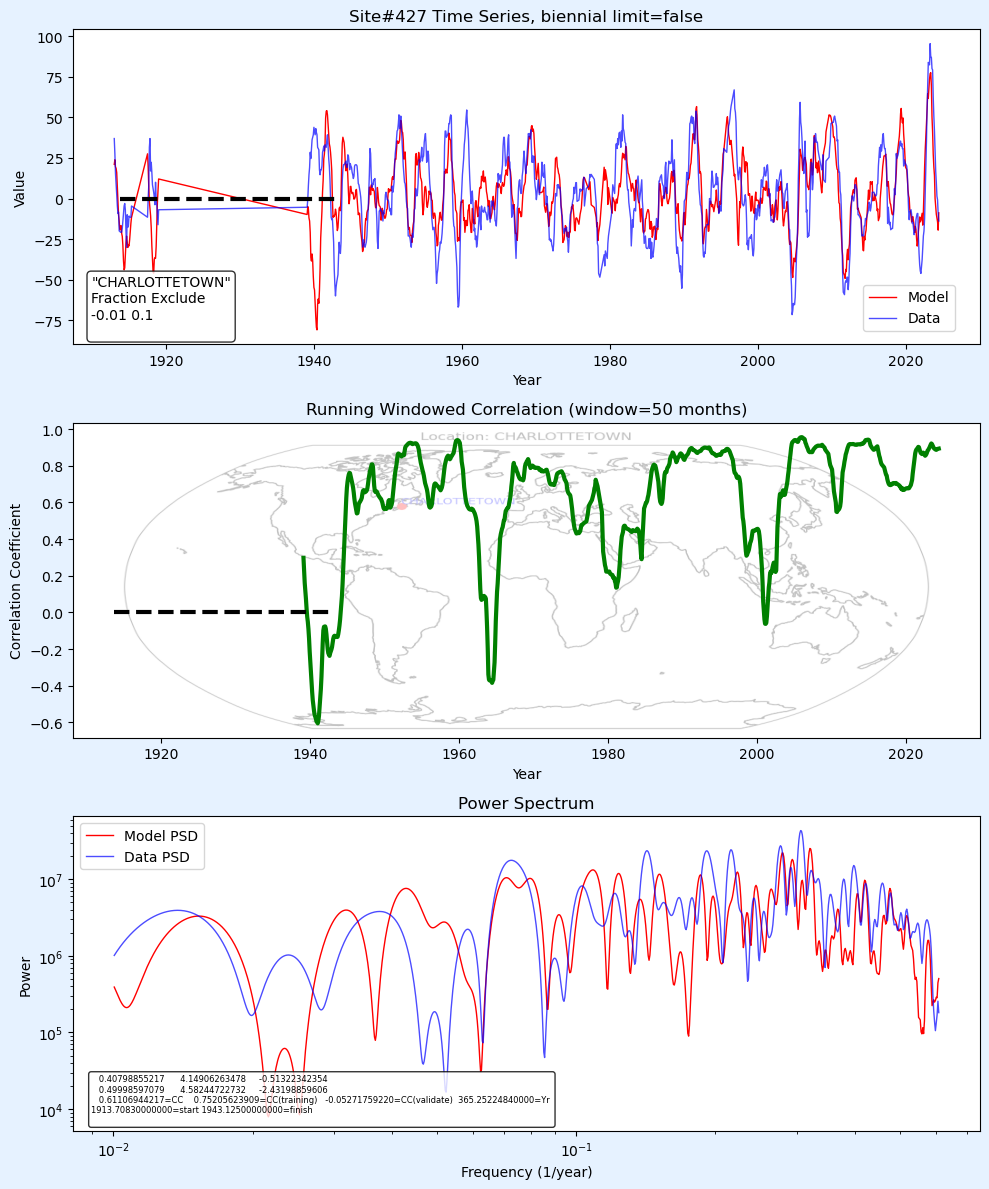 Site#427 Time Series, biennial limit=false
100
75
50
25
0
−25
−50
−75
Value
"CHARLOTTETOWN"
Fraction Exclude
-0.01 0.1
Model
Data
1920 1940 1960 1980 2000 2020
Year
Running Windowed Correlation (window=50 months)
Location: CHARLOTTETOWN
CHARLOTTETOWN
1.0
0.8
0.6
0.4
0.2
0.0
−0.2
−0.4
−0.6
Correlation Coefficient
1920 1940 1960 1980 2000 2020
Year
Power Spectrum
Model PSD
Data PSD
10^7
10^6
10^5
10^4
Power
0.40798855217 4.14906263478 -0.51322342354
0.49998597079 4.58244722732 -2.43198859606
0.61106944217=CC 0.75205623909=CC(training) -0.05271759220=CC(validate) 365.25224840000=Yr
1913.70830000000=start 1943.12500000000=finish
10^−2 10^−1
Frequency (1/year)